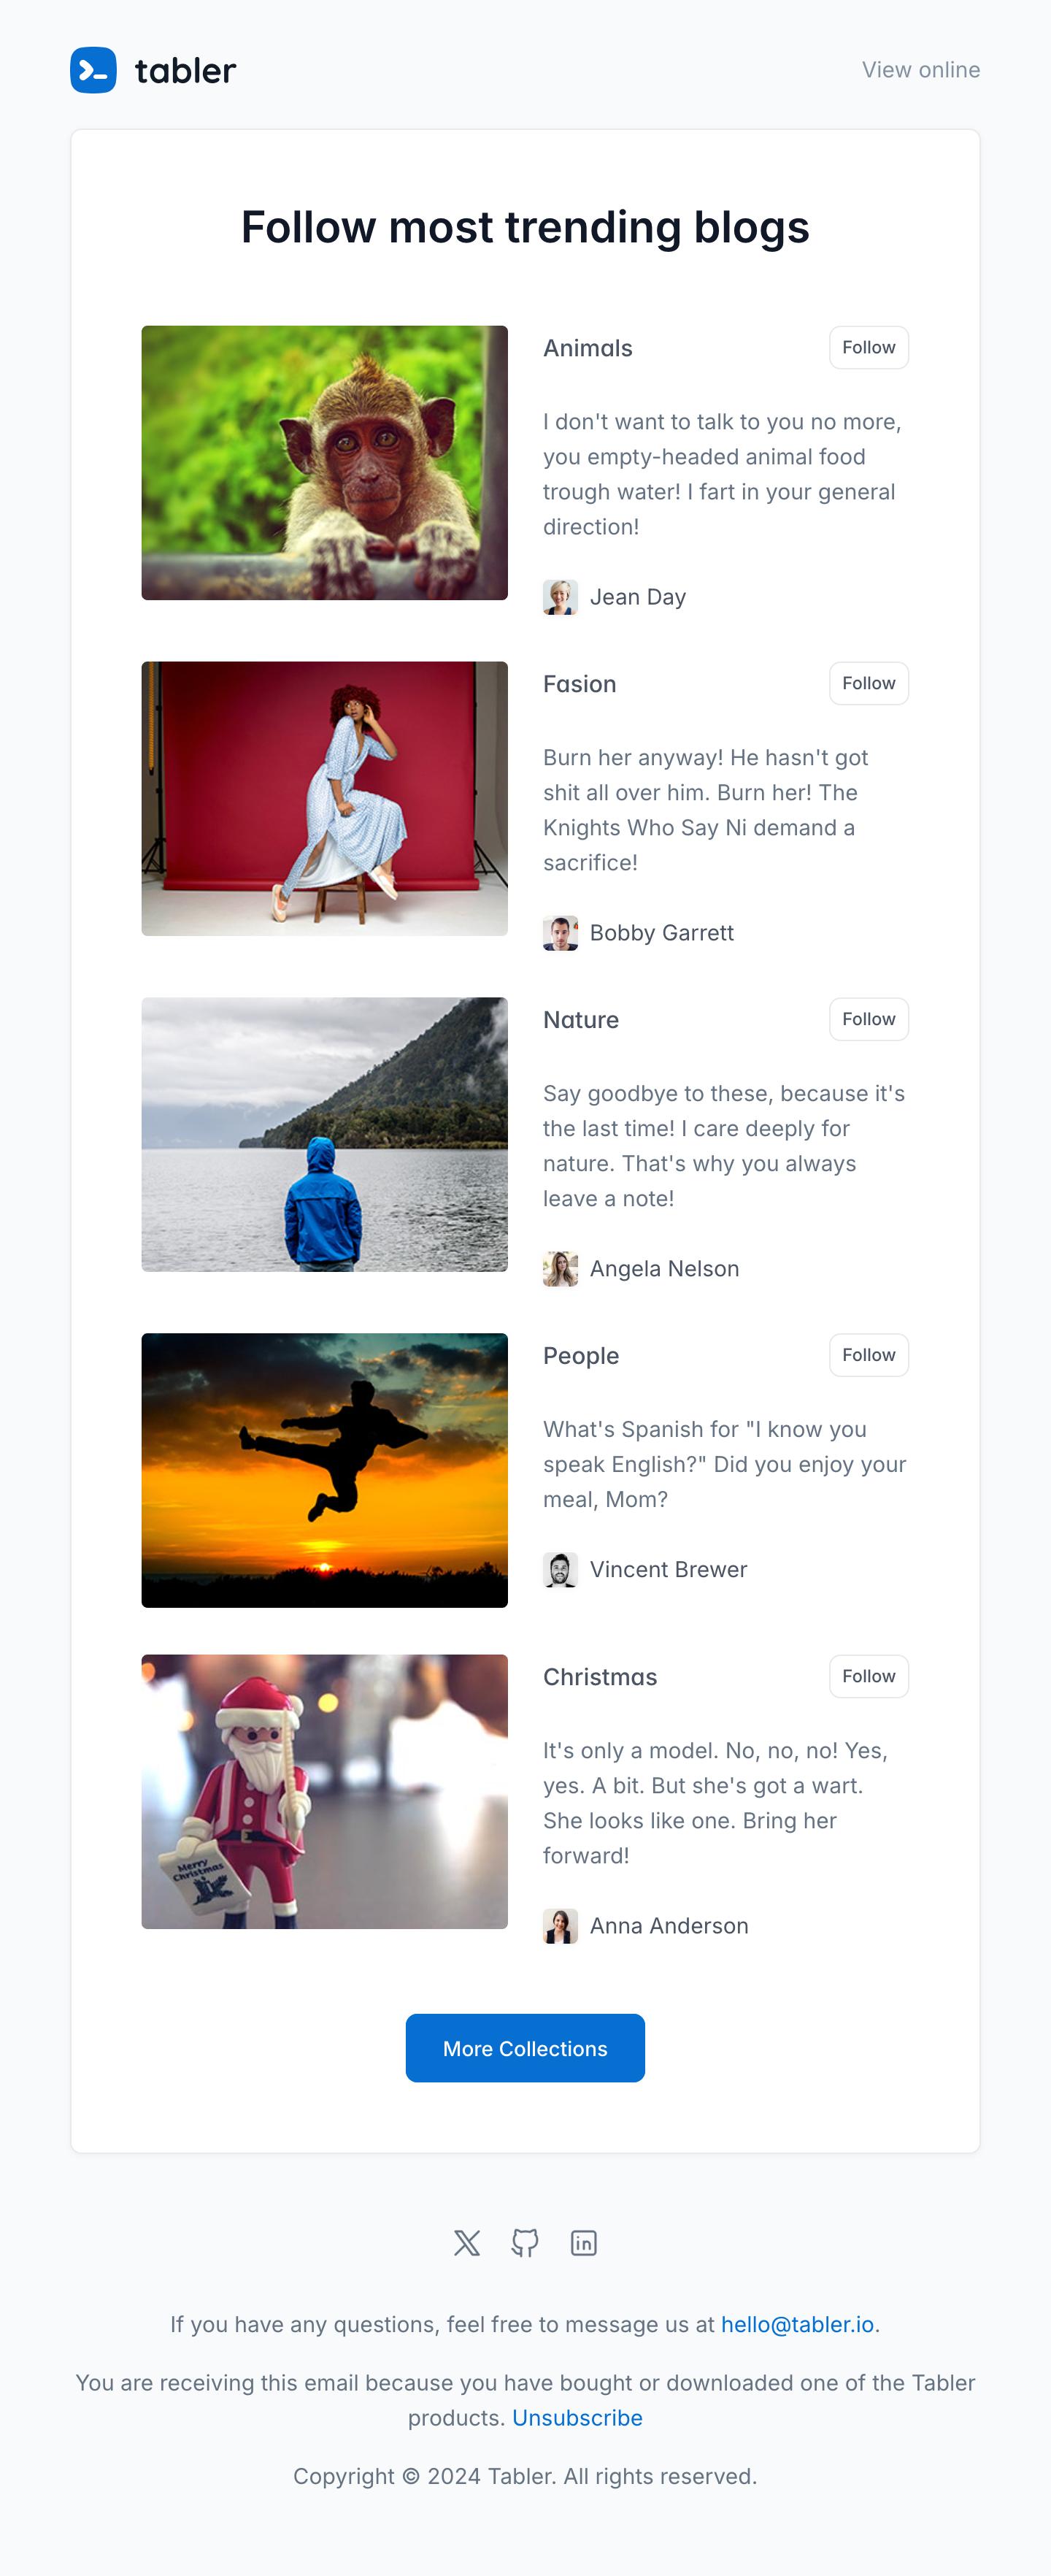 tabler
View online
Follow most trending blogs
Animals
Follow
I don't want to talk to you no more,
you empty-headed animal food
trough water! I fart in your general
direction!
Jean Day
Fasion
Follow
Burn her anyway! He hasn't got
shit all over him. Burn her! The
Knights Who Say Ni demand a
sacrifice!
Bobby Garrett
Nature
Follow
Say goodbye to these, because it's
the last time! I care deeply for
nature. That's why you always
leave a note!
Angela Nelson
People
Follow
What's Spanish for "I know you
speak English?" Did you enjoy your
meal, Mom?
Vincent Brewer
Merry
Christmas
Christmas
Follow
It's only a model. No, no, no! Yes,
yes. A bit. But she's got a wart.
She looks like one. Bring her
forward!
Anna Anderson
More Collections
If you have any questions, feel free to message us at hello@tabler.io.
You are receiving this email because you have bought or downloaded one of the Tabler
products. Unsubscribe
Copyright © 2024 Tabler. All rights reserved.